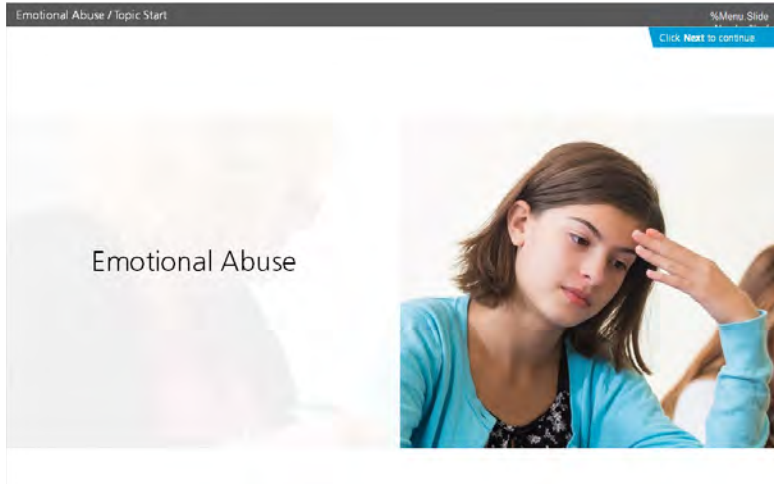 Emotional Abuse / Topic Start
%Menu.Slide
Click Next to continue
Emotional Abuse